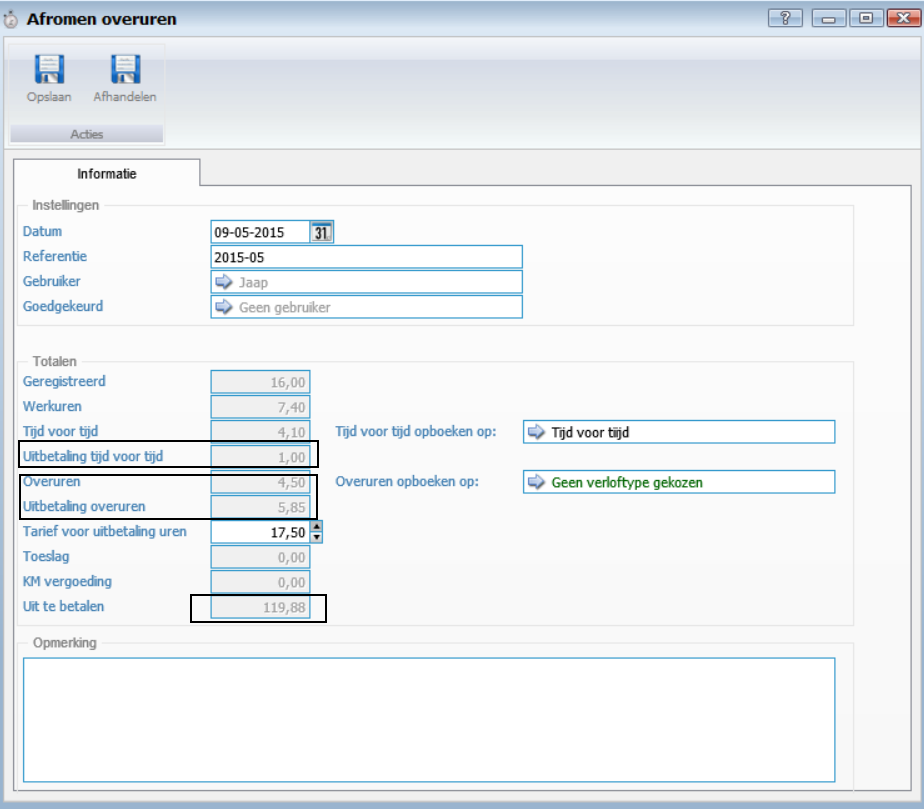 Afromen overuren
Opslaan Afhandelen
Acties
Informatie
Instellingen
Datum 09-05-2015 31
Referentie 2015-05
Gebruiker Jaap
Goedgekeurd Geen gebruiker
Totalen
Geregistreerd 16,00
Werkuren 7,40
Tijd voor tijd 4,10 Tijd voor tijd opboeken op: Tijd voor tiijd
Uitbetaling tijd voor tijd 1,00
Overuren 4,50 Overuren opboeken op: Geen verloftype gekozen
Uitbetaling overuren 5,85
Tarief voor uitbetaling uren 17,50
Toeslag 0,00
KM vergoeding 0,00
Uit te betalen 119,88
Opmerking